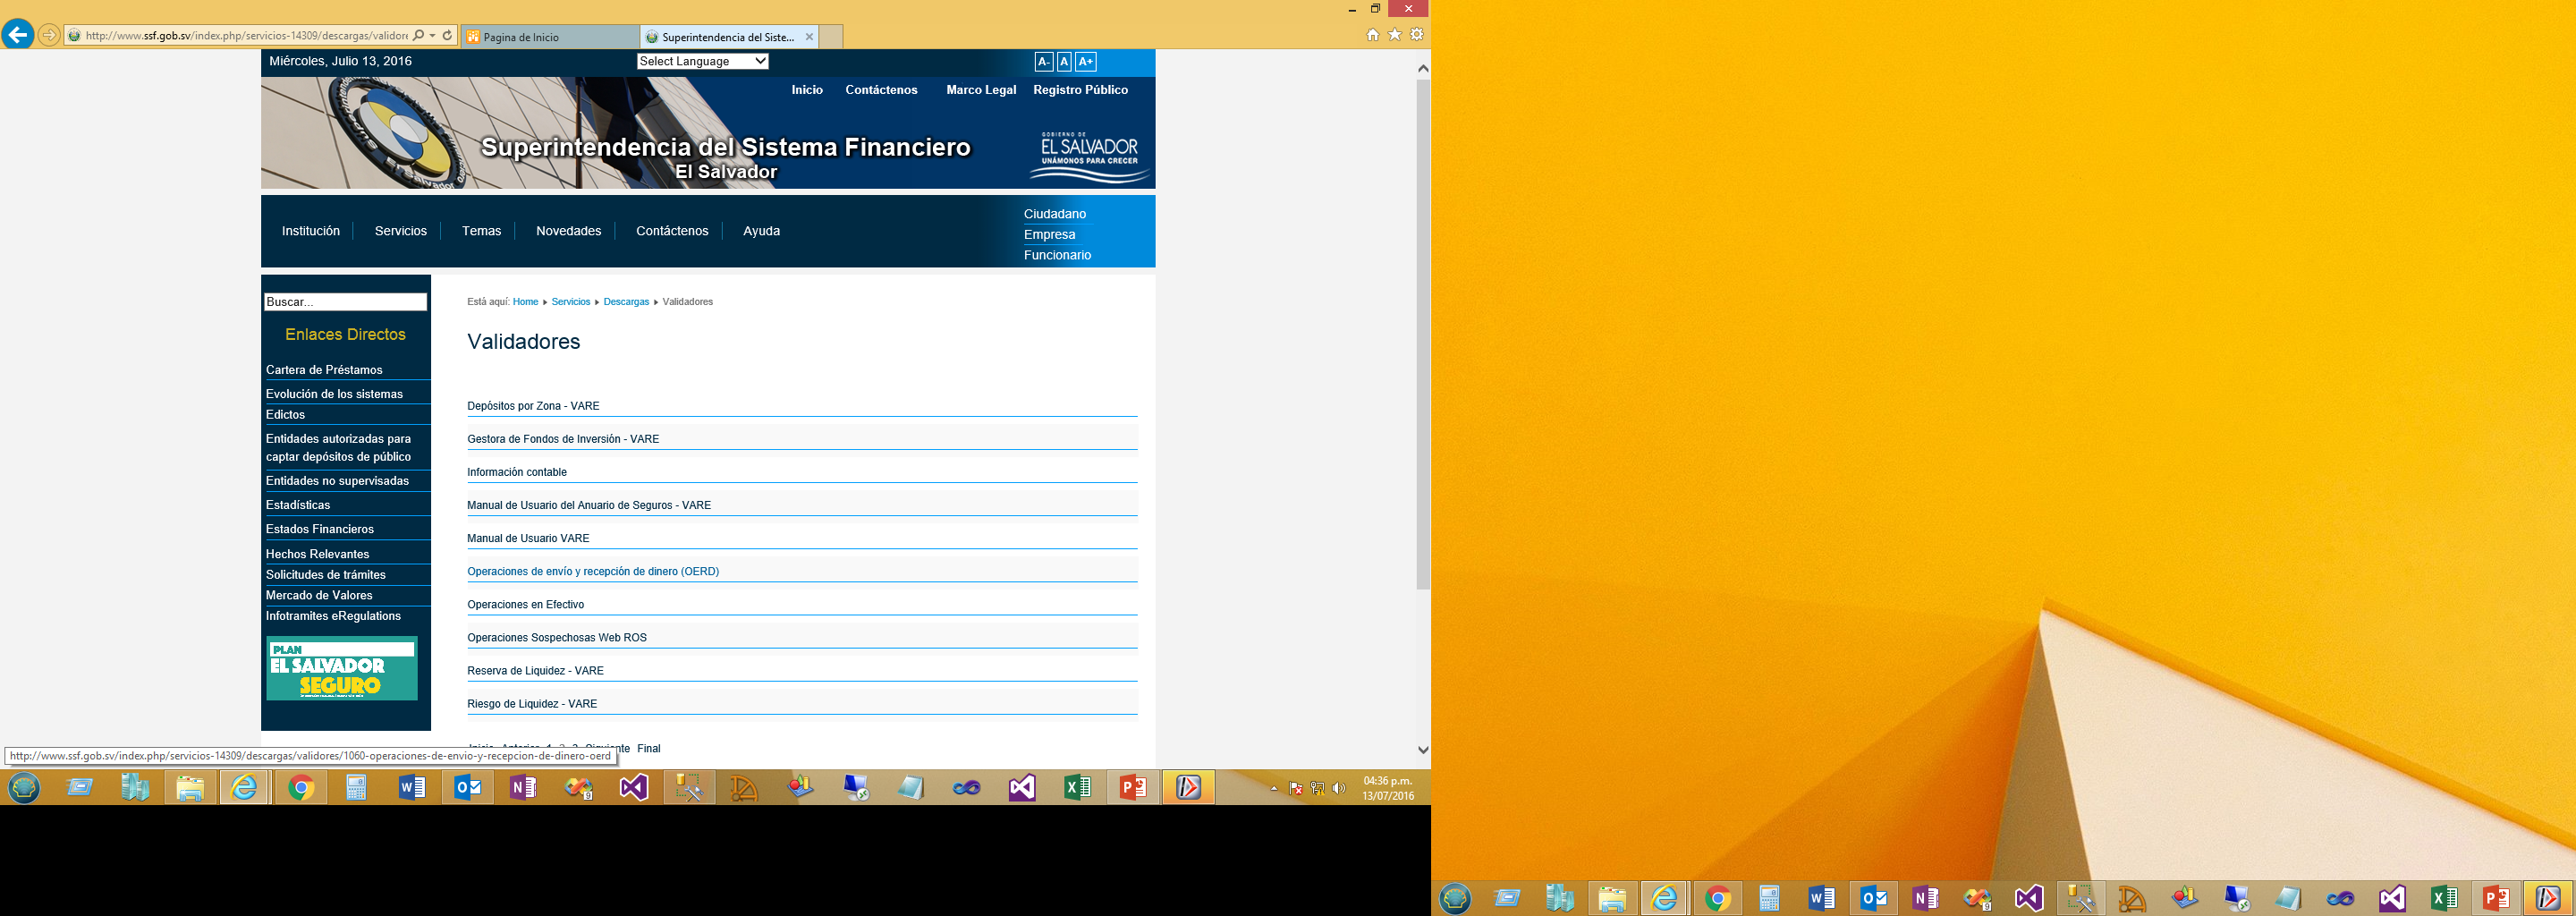 http://www.ssf.gob.sv/index.php/servicios-14309/descargas/validore
Pagina de Inicio
Superintendencia del Siste...
Miércoles, Julio 13, 2016
Select Language
A- A A+
Inicio Contáctenos Marco Legal Registro Público
Superintendencia del Sistema Financiero
El Salvador
GOBIERNO DE
EL SALVADOR
UNÁMONOS PARA CRECER
Institución Servicios Temas Novedades Contáctenos Ayuda
Ciudadano
Empresa
Funcionario
Buscar...
Enlaces Directos
Cartera de Préstamos
Evolución de los sistemas
Edictos
Entidades autorizadas para
captar depósitos de público
Entidades no supervisadas
Estadísticas
Estados Financieros
Hechos Relevantes
Solicitudes de trámites
Mercado de Valores
Infotramites eRegulations
PLAN
EL SALVADOR
SEGURO
Está aquí: Home Servicios Descargas Validadores
Validadores
Depósitos por Zona - VARE
Gestora de Fondos de Inversión - VARE
Información contable
Manual de Usuario del Anuario de Seguros - VARE
Manual de Usuario VARE
Operaciones de envío y recepción de dinero (OERD)
Operaciones en Efectivo
Operaciones Sospechosas Web ROS
Reserva de Liquidez - VARE
Riesgo de Liquidez - VARE
Inicio Anterior 1 2 3 Siguiente Final
http://www.ssf.gob.sv/index.php/servicios-14309/descargas/validores/1060-operaciones-de-envio-y-recepcion-de-dinero-oerd
04:36 p.m.
13/07/2016